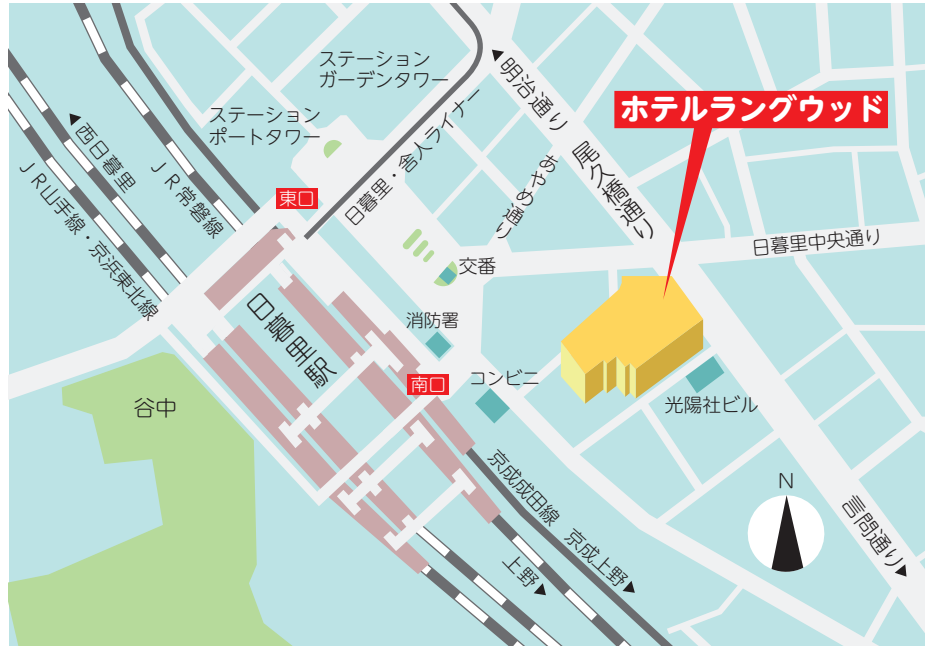 ステーション
ガーデンタワー
ステーション
ポートタワー
日暮里・舎人ライナー
明治通り
尾久橋通り
あやめ通り
ホテルラングウッド
西日暮里
JR常磐線
JR山手線・京浜東北線
東口
日暮里中央通り
交番
消防署
日暮里駅
南口
コンビニ
光陽社ビル
谷中
京成成田線
京成上野
上野
N
言問通り